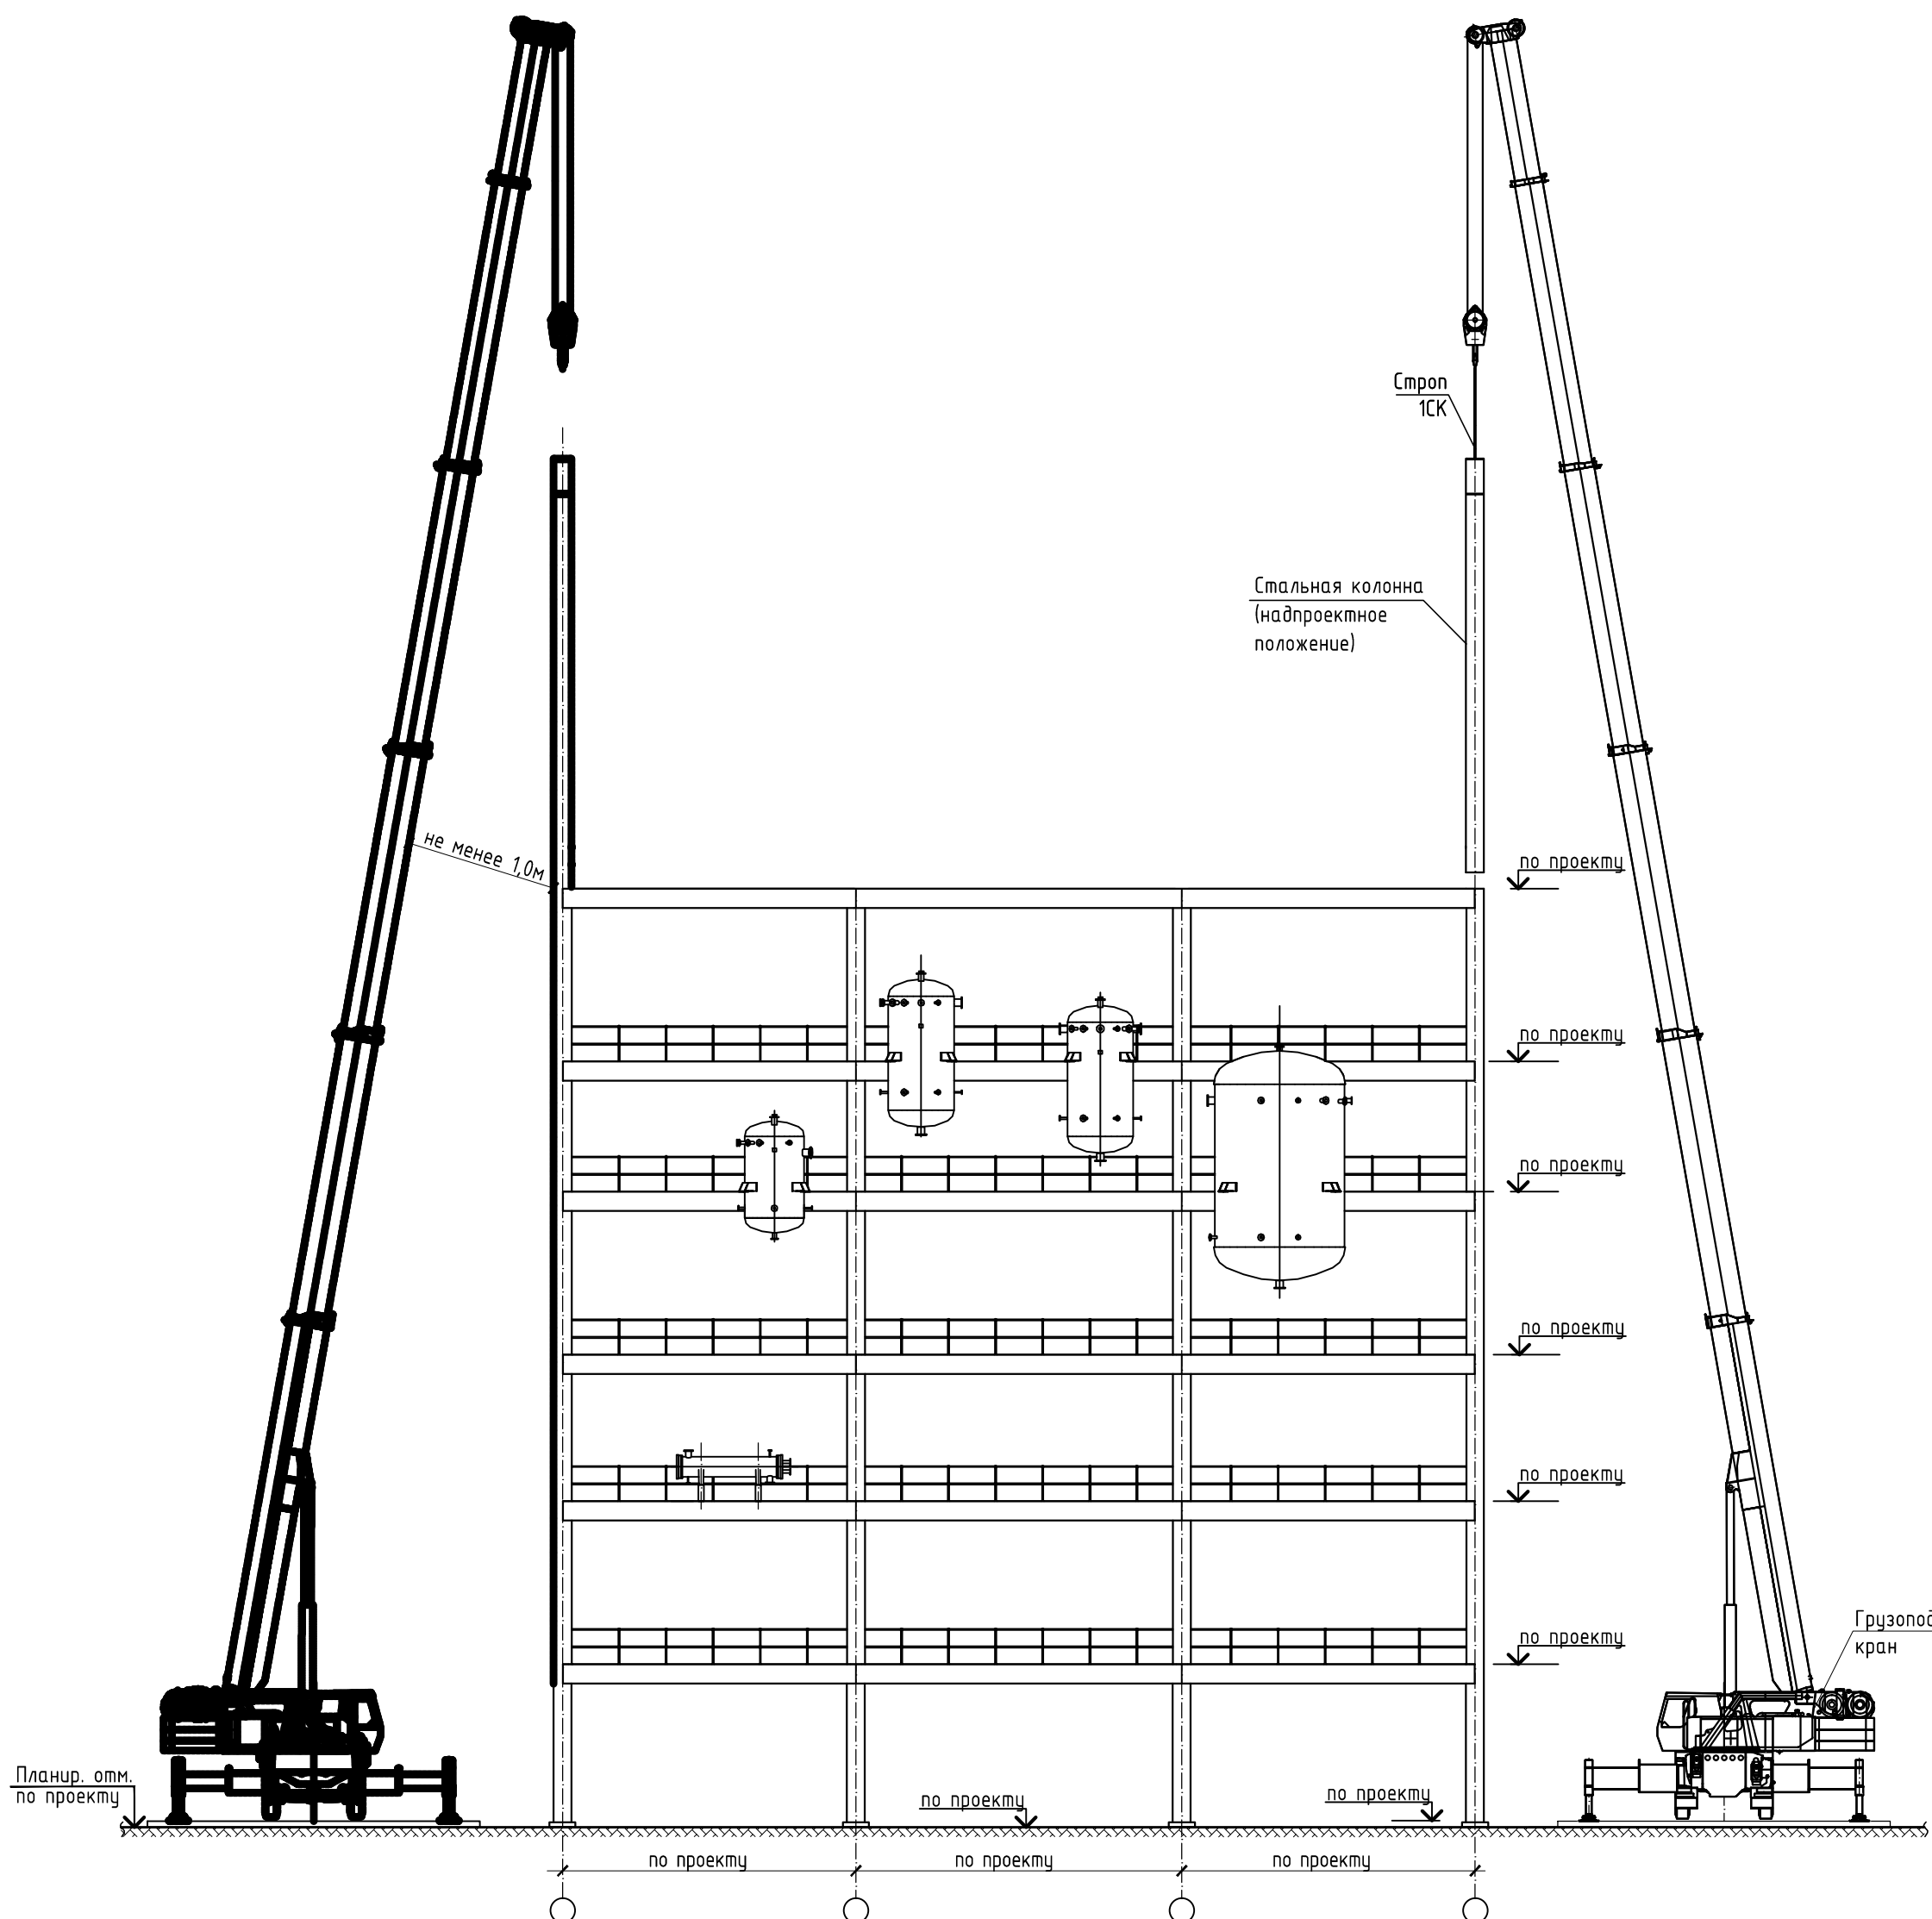 Строп
1СК
Стальная колонна
(надпроектное
положение)
не менее 1,0м
по проекту
по проекту
по проекту
по проекту
по проекту
по проекту
Грузопод
кран
Планир. отм.
по проекту
по проекту
по проекту
по проекту
по проекту
по проекту